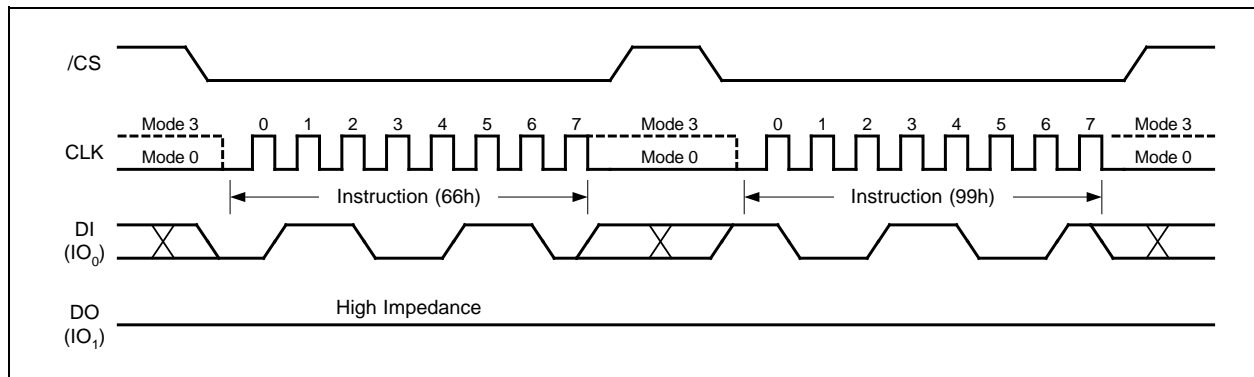 /CS
Mode 3 0 1 2 3 4 5 6 7 Mode 3 0 1 2 3 4 5 6 7 Mode 3
CLK Mode 0 Mode 0 Mode 0
Instruction (66h) Instruction (99h)
DI
(IO0)
DO High Impedance
(IO1)